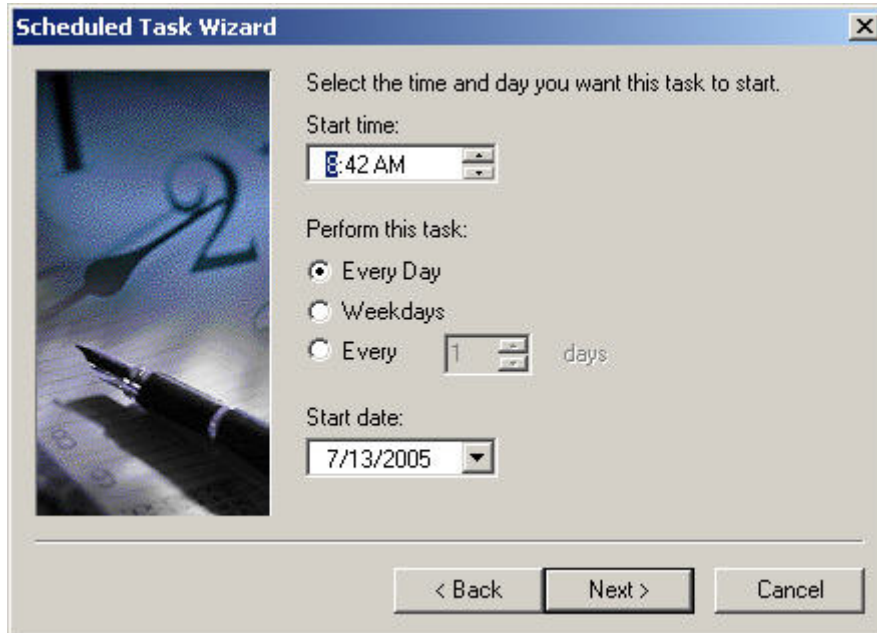 Scheduled Task Wizard
Select the time and day you want this task to start.
Start time:
8:42 AM
Perform this task:
Every Day
Weekdays
Every 1 days
Start date:
7/13/2005
< Back Next > Cancel